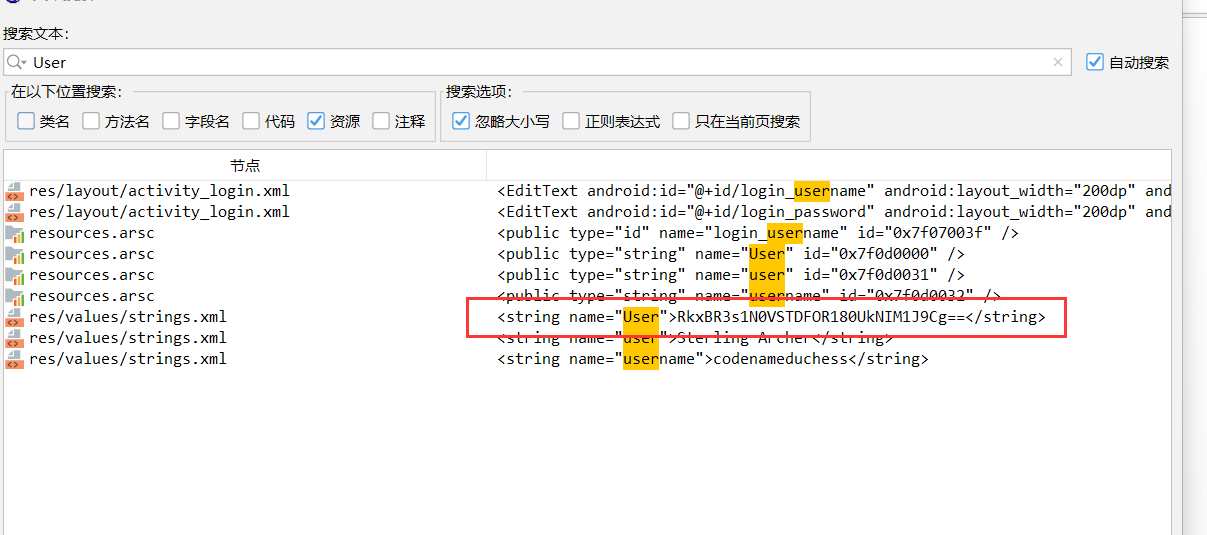 搜索文本:
User
自动搜索
在以下位置搜索:
类名 方法名 字段名 代码 资源 注释
搜索选项:
忽略大小写 正则表达式 只在当前页搜索
节点
res/layout/activity_login.xml <EditText android:id="@+id/login_username" android:layout_width="200dp" and
res/layout/activity_login.xml <EditText android:id="@+id/login_password" android:layout_width="200dp" and
resources.arsc <public type="id" name="login_username" id="0x7f07003f" />
resources.arsc <public type="string" name="User" id="0x7f0d0000" />
resources.arsc <public type="string" name="user" id="0x7f0d0031" />
resources.arsc <public type="string" name="username" id="0x7f0d0032" />
res/values/strings.xml <string name="User">RkxBR3s1N0VSTDFOR180UkNIM1J9Cg==</string>
res/values/strings.xml <string name="user">Sterling Archer</string>
res/values/strings.xml <string name="username">codenameduchess</string>